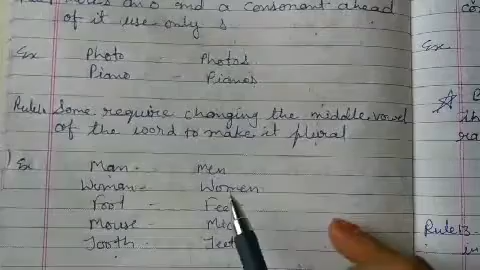 and a consonant ahead
of it use only s
Ex Photo - Photos
Piano - Pianos
Rule:- Some require changing the middle vowel
of the word to make it plural
Ex Man - Men
Woman - Women
Foot - Fee
Mouse - Mic
Tooth - Teet
Ex
Rule 3